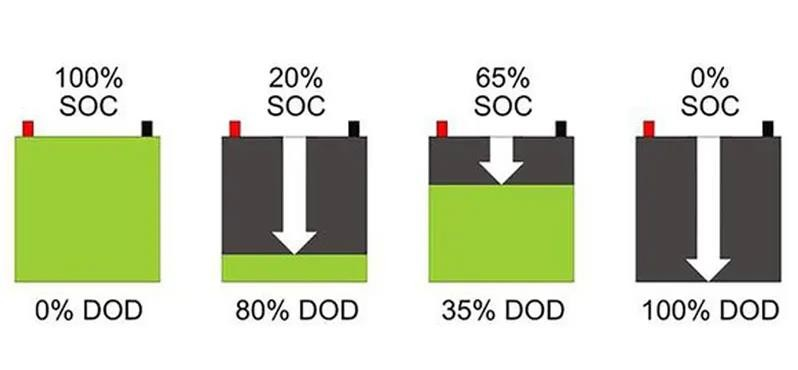 100%
SOC
20%
SOC
65%
SOC
0%
SOC
0% DOD
80% DOD
35% DOD
100% DOD